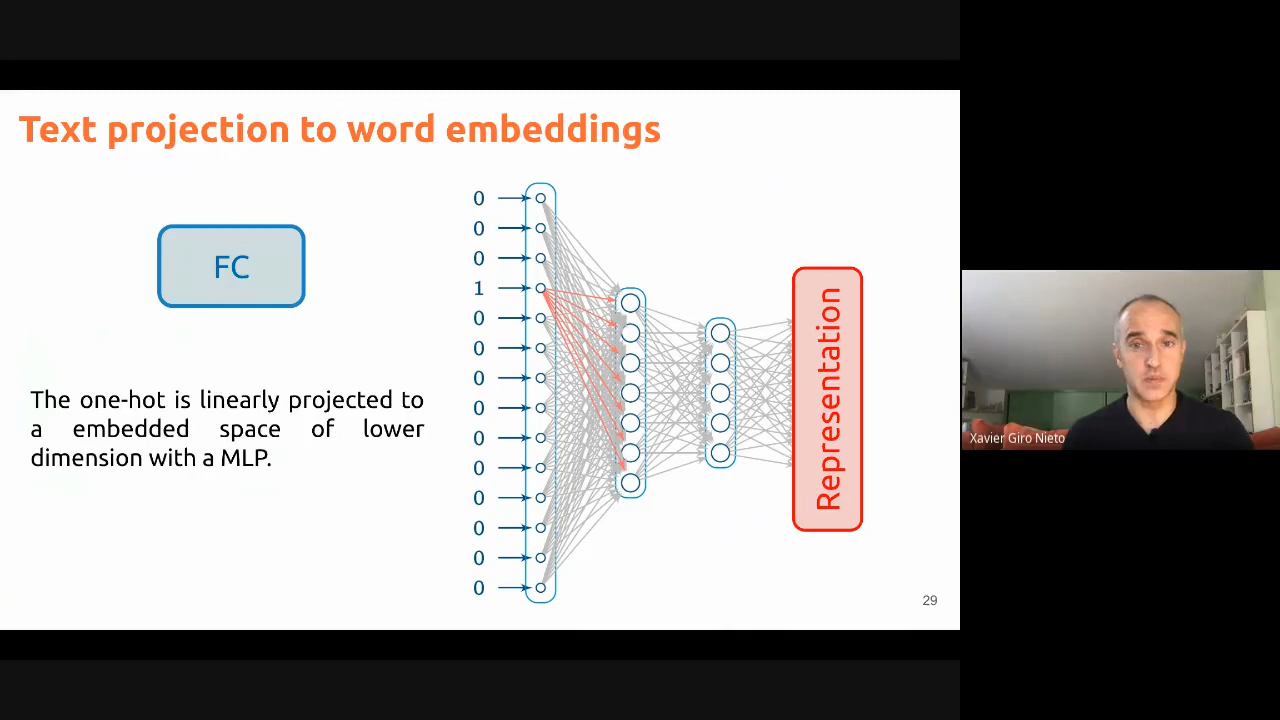 Text projection to word embeddings
FC
The one-hot is linearly projected to
a embedded space of lower
dimension with a MLP.
0
0
0
1
0
0
0
0
0
0
0
0
0
0
Representation
29
Xavier Giro Nieto